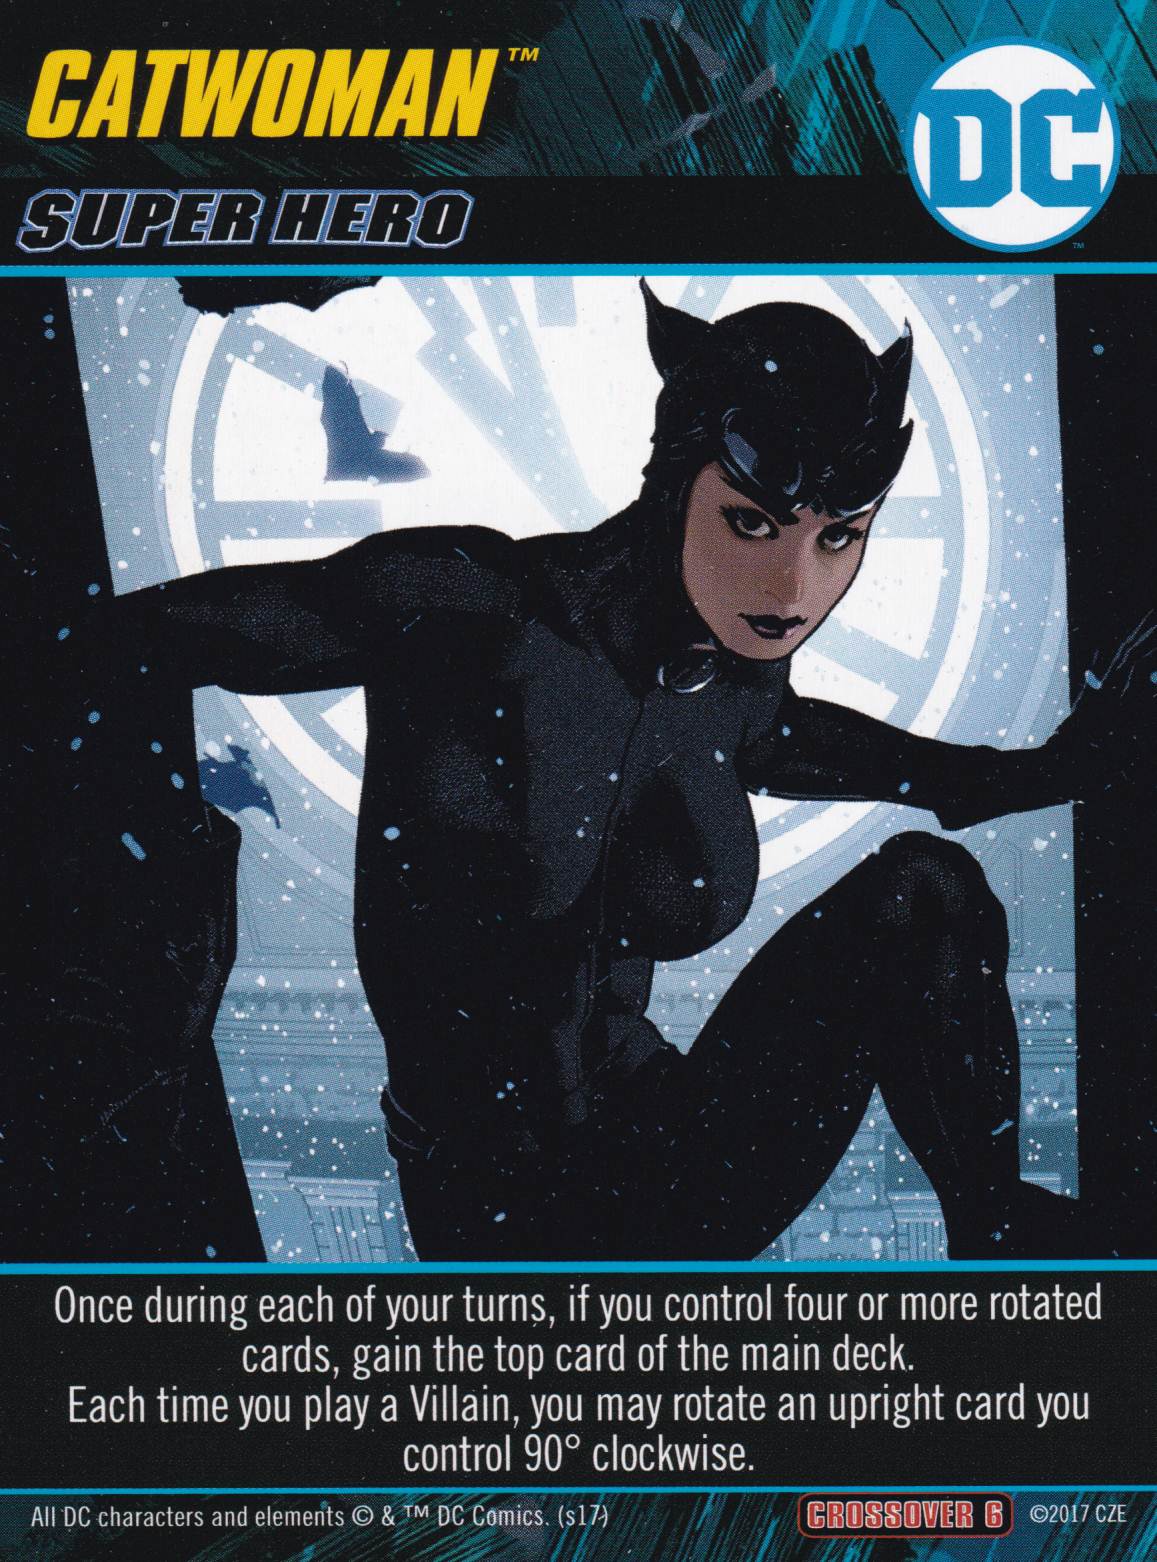 CATWOMAN™
DC™
SUPER HERO
Once during each of your turns, if you control four or more rotated
cards, gain the top card of the main deck.
Each time you play a Villain, you may rotate an upright card you
control 90° clockwise.
All DC characters and elements © & ™ DC Comics. (s17)
CROSSOVER 6
©2017 CZE